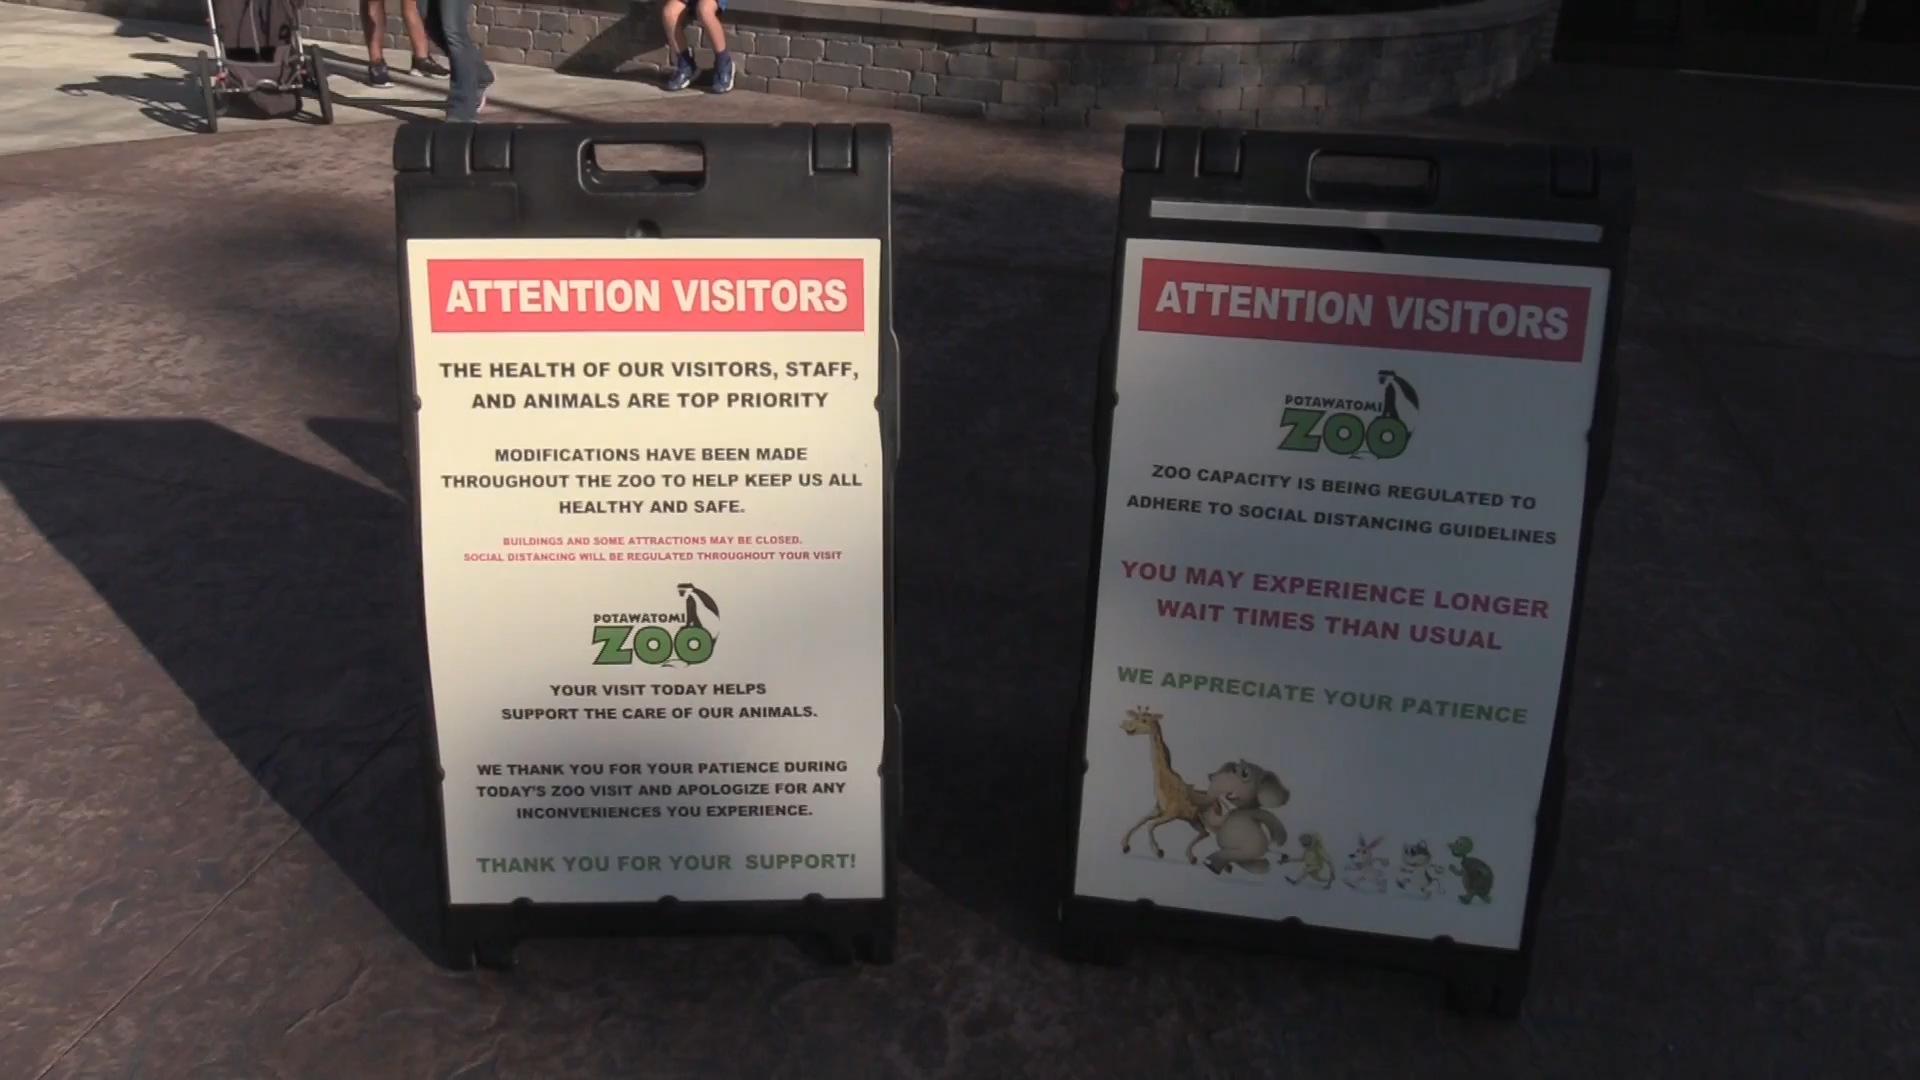 ATTENTION VISITORS
THE HEALTH OF OUR VISITORS, STAFF,
AND ANIMALS ARE TOP PRIORITY
MODIFICATIONS HAVE BEEN MADE
THROUGHOUT THE ZOO TO HELP KEEP US ALL
HEALTHY AND SAFE.
BUILDINGS AND SOME ATTRACTIONS MAY BE CLOSED.
SOCIAL DISTANCING WILL BE REGULATED THROUGHOUT YOUR VISIT
POTAWATOMI
ZOO
YOUR VISIT TODAY HELPS
SUPPORT THE CARE OF OUR ANIMALS.
WE THANK YOU FOR YOUR PATIENCE DURING
TODAY'S ZOO VISIT AND APOLOGIZE FOR ANY
INCONVENIENCES YOU EXPERIENCE.
THANK YOU FOR YOUR SUPPORT!
ATTENTION VISITORS
POTAWATOMI
ZOO
ZOO CAPACITY IS BEING REGULATED TO
ADHERE TO SOCIAL DISTANCING GUIDELINES
YOU MAY EXPERIENCE LONGER
WAIT TIMES THAN USUAL
WE APPRECIATE YOUR PATIENCE